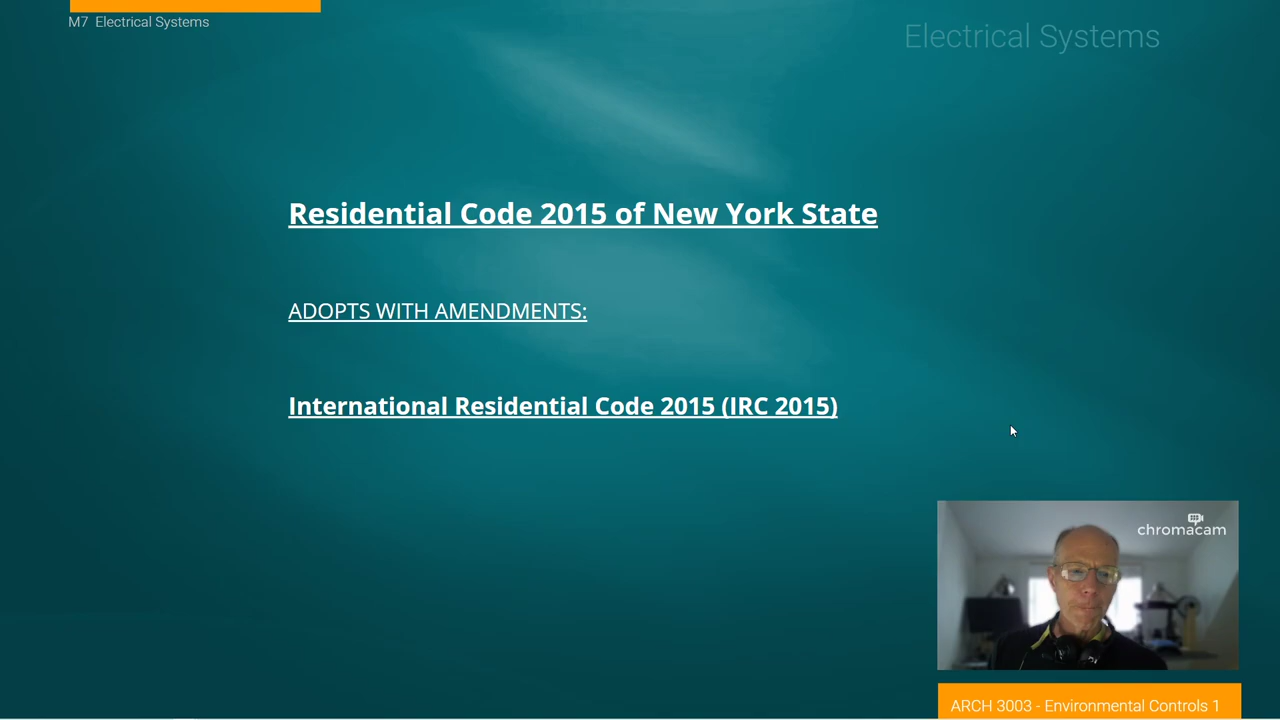 M7 Electrical Systems
Electrical Systems
Residential Code 2015 of New York State
ADOPTS WITH AMENDMENTS:
International Residential Code 2015 (IRC 2015)
chromacam
ARCH 3003 - Environmental Controls 1